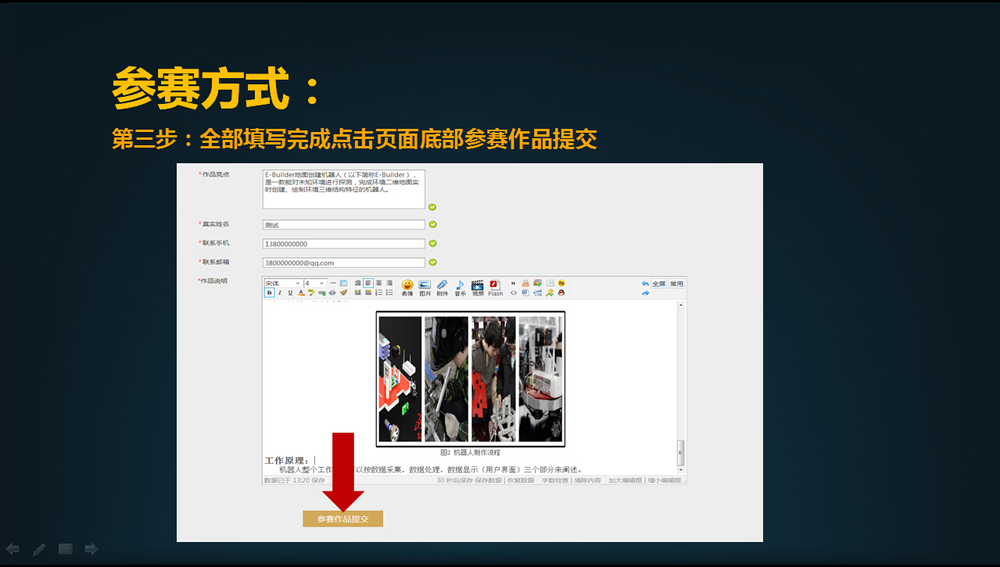 参赛方式：
第三步：全部填写完成点击页面底部参赛作品提交
*作品亮点
E-Builder地图创建机器人（以下简称E-Builder），
是一款能对未知环境进行探测，完成环境二维地图实
时创建、绘制环境三维结构特征的机器人。
*真实姓名 测试
*联系手机 13800000000
*联系邮箱 3800000000@qq.com
*作品说明
宋体 4 全屏 常用
B I U A 表情 图片 附件 音乐 视频 Flash
图2 机器人制作流程
工作原理：
机器人整个工作 可以按数据采集，数据处理，数据显示（用户界面）三个部分来阐述。
数据已于 13:20 保存 30 秒后保存 保存数据 | 恢复数据 字数检查 | 清除内容 加大编辑框 | 缩小编辑框
参赛作品提交